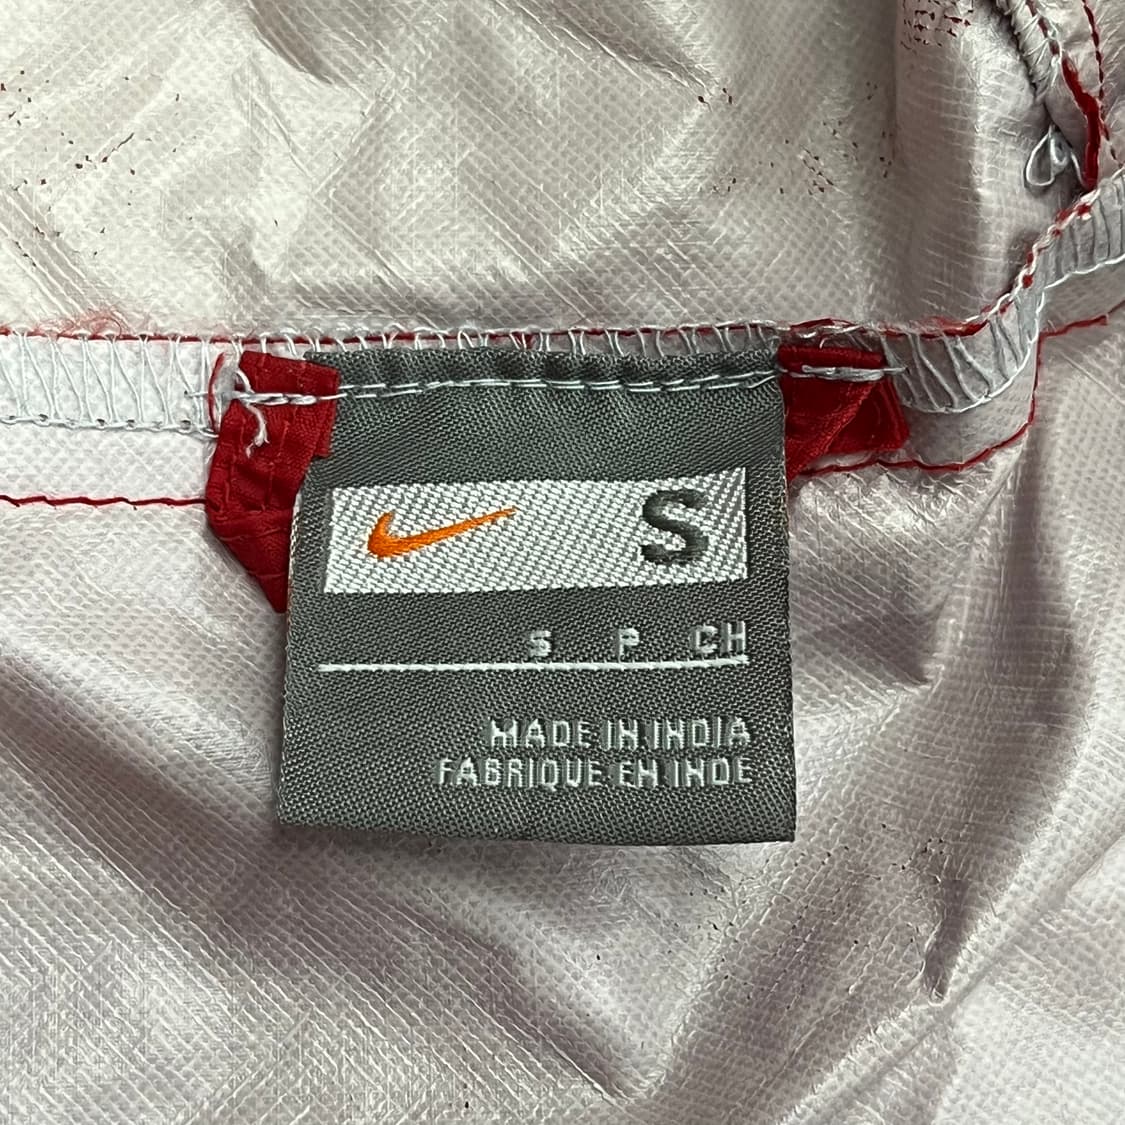 S
S P CH
MADE IN INDIA
FABRIQUE EN INDE